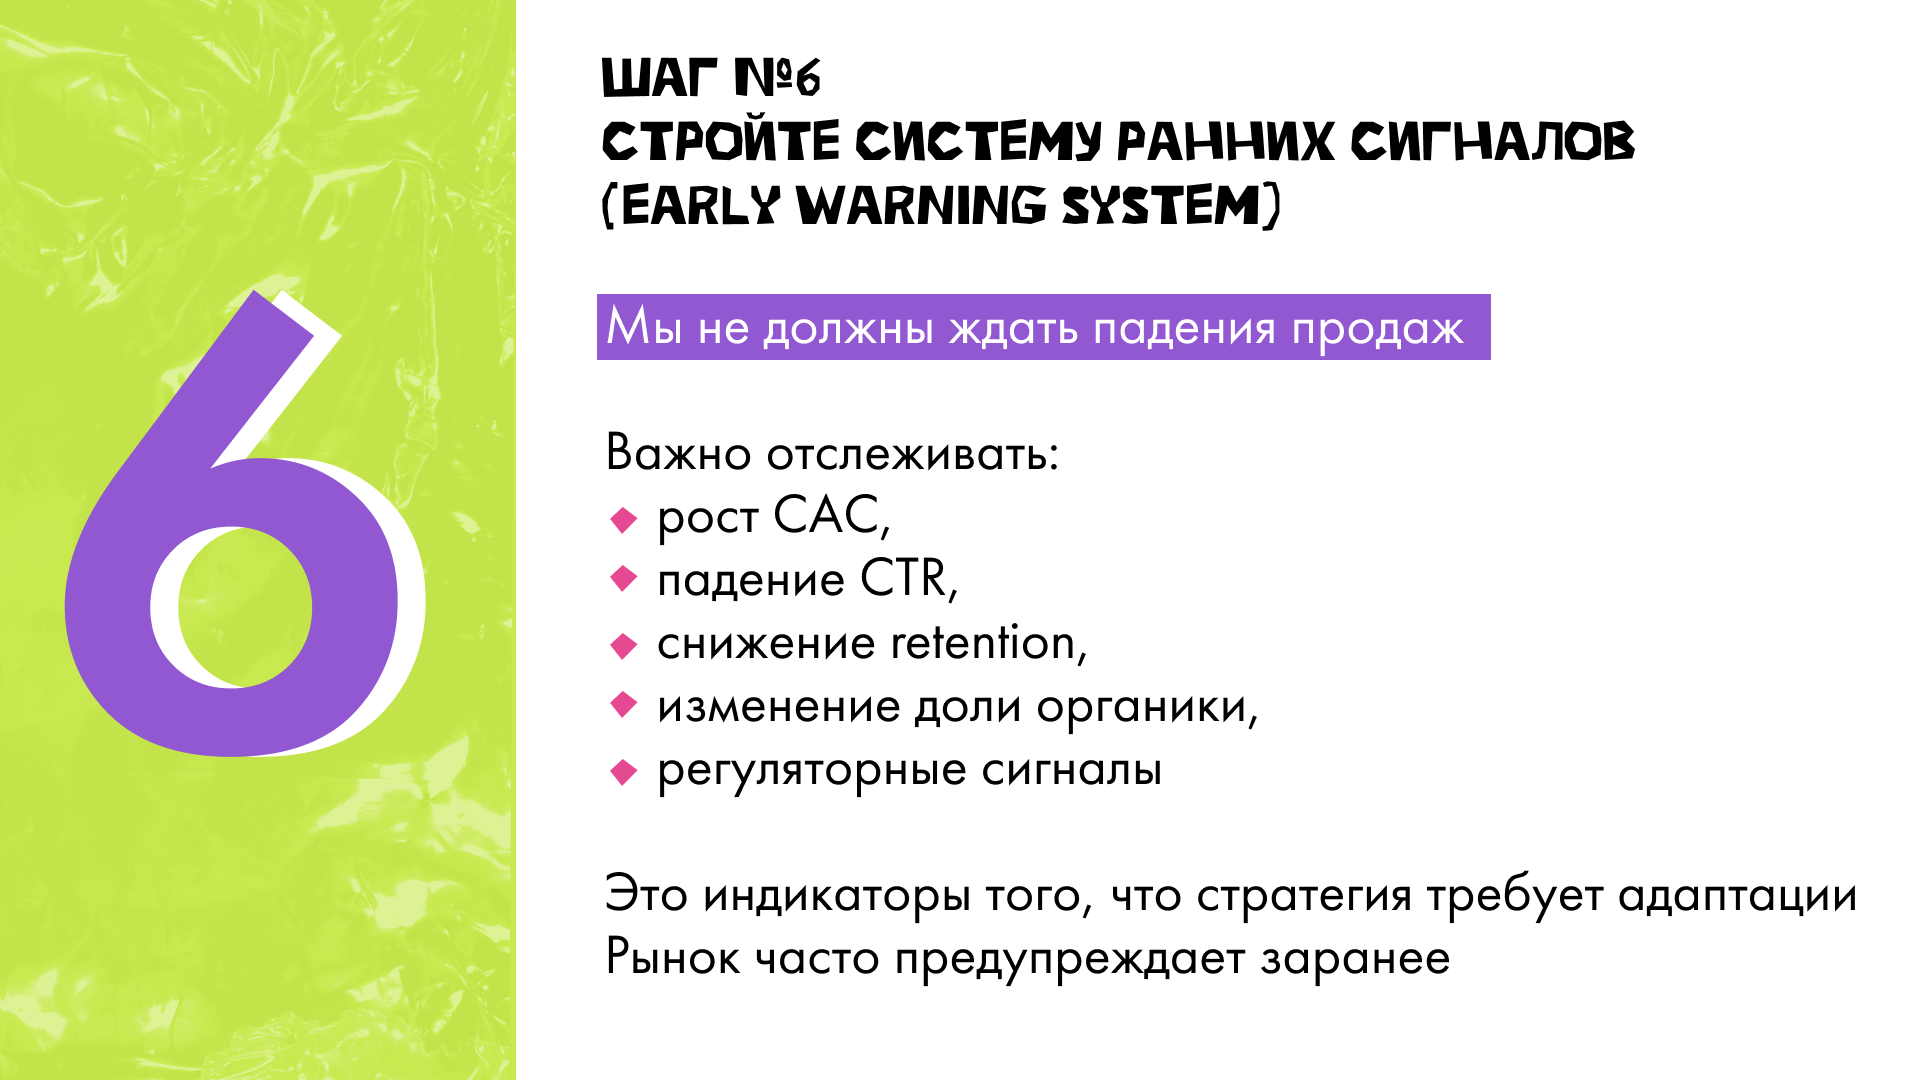 6
ШАГ №6
СТРОЙТЕ СИСТЕМУ РАННИХ СИГНАЛОВ
(EARLY WARNING SYSTEM)
Мы не должны ждать падения продаж
Важно отслеживать:
◆ рост CAC,
◆ падение CTR,
◆ снижение retention,
◆ изменение доли органики,
◆ регуляторные сигналы
Это индикаторы того, что стратегия требует адаптации
Рынок часто предупреждает заранее